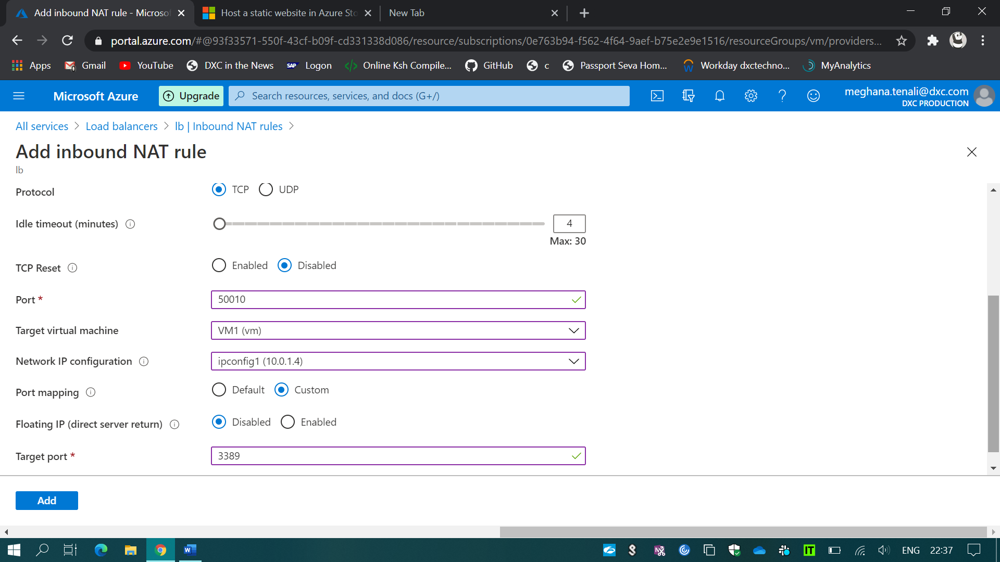 Add inbound NAT rule - Microsof
Host a static website in Azure Sto
New Tab
portal.azure.com/#@93f33571-550f-43cf-b09f-cd331338d086/resource/subscriptions/0e763b94-f562-4f64-9aef-b75e2e9e1516/resourceGroups/vm/providers...
Apps Gmail YouTube DXC in the News SAP Logon Online Ksh Compile... GitHub c Passport Seva Hom... Workday dxctechno... MyAnalytics
Microsoft Azure Upgrade Search resources, services, and docs (G+/) meghana.tenali@dxc.com
DXC PRODUCTION
All services > Load balancers > lb | Inbound NAT rules >
Add inbound NAT rule
lb
Protocol TCP UDP
Idle timeout (minutes) 4
Max: 30
TCP Reset Enabled Disabled
Port * 50010
Target virtual machine VM1 (vm)
Network IP configuration ipconfig1 (10.0.1.4)
Port mapping Default Custom
Floating IP (direct server return) Disabled Enabled
Target port * 3389
Add
ENG 22:37